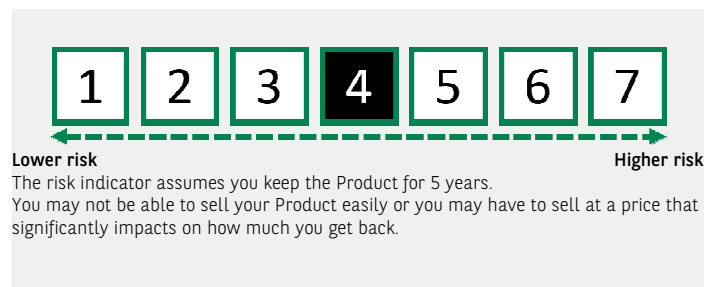 1 2 3 4 5 6 7
Lower risk Higher risk
The risk indicator assumes you keep the Product for 5 years.
You may not be able to sell your Product easily or you may have to sell at a price that
significantly impacts on how much you get back.